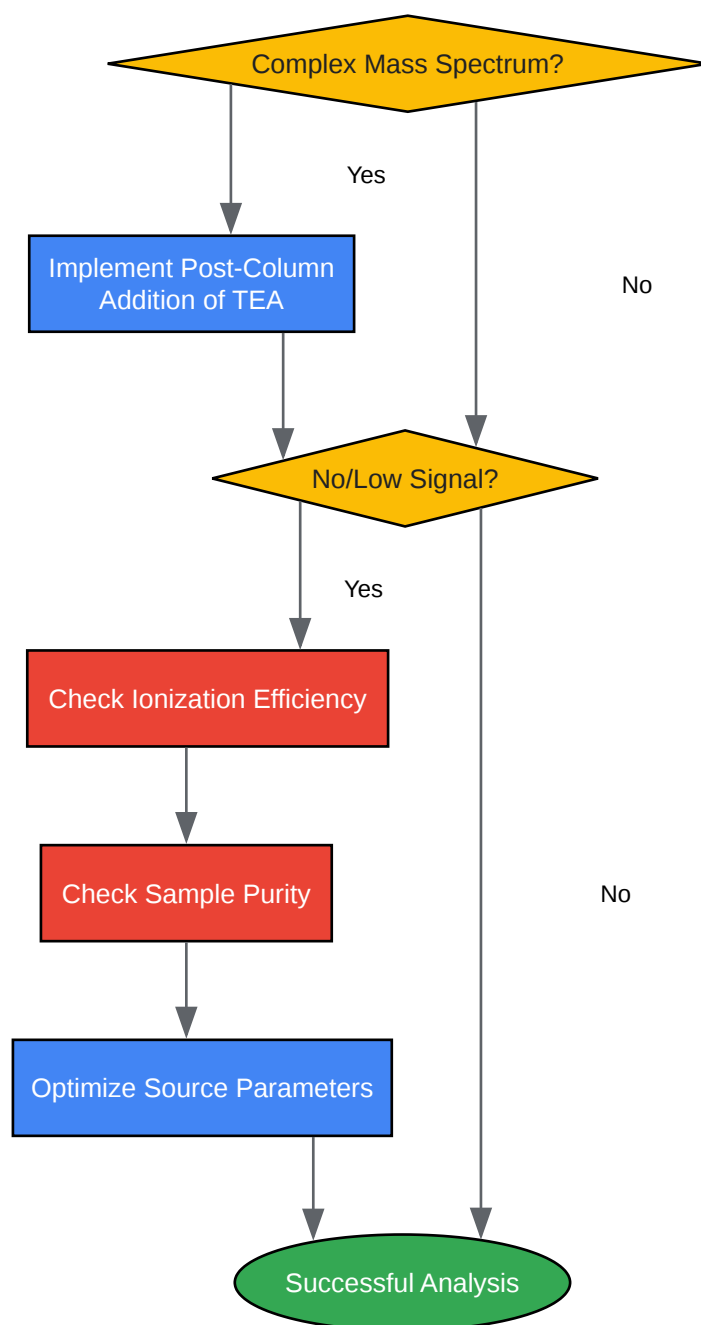 Complex Mass Spectrum?
Yes
Implement Post-Column
Addition of TEA
No
No/Low Signal?
Yes
Check Ionization Efficiency
Check Sample Purity
No
Optimize Source Parameters
Successful Analysis